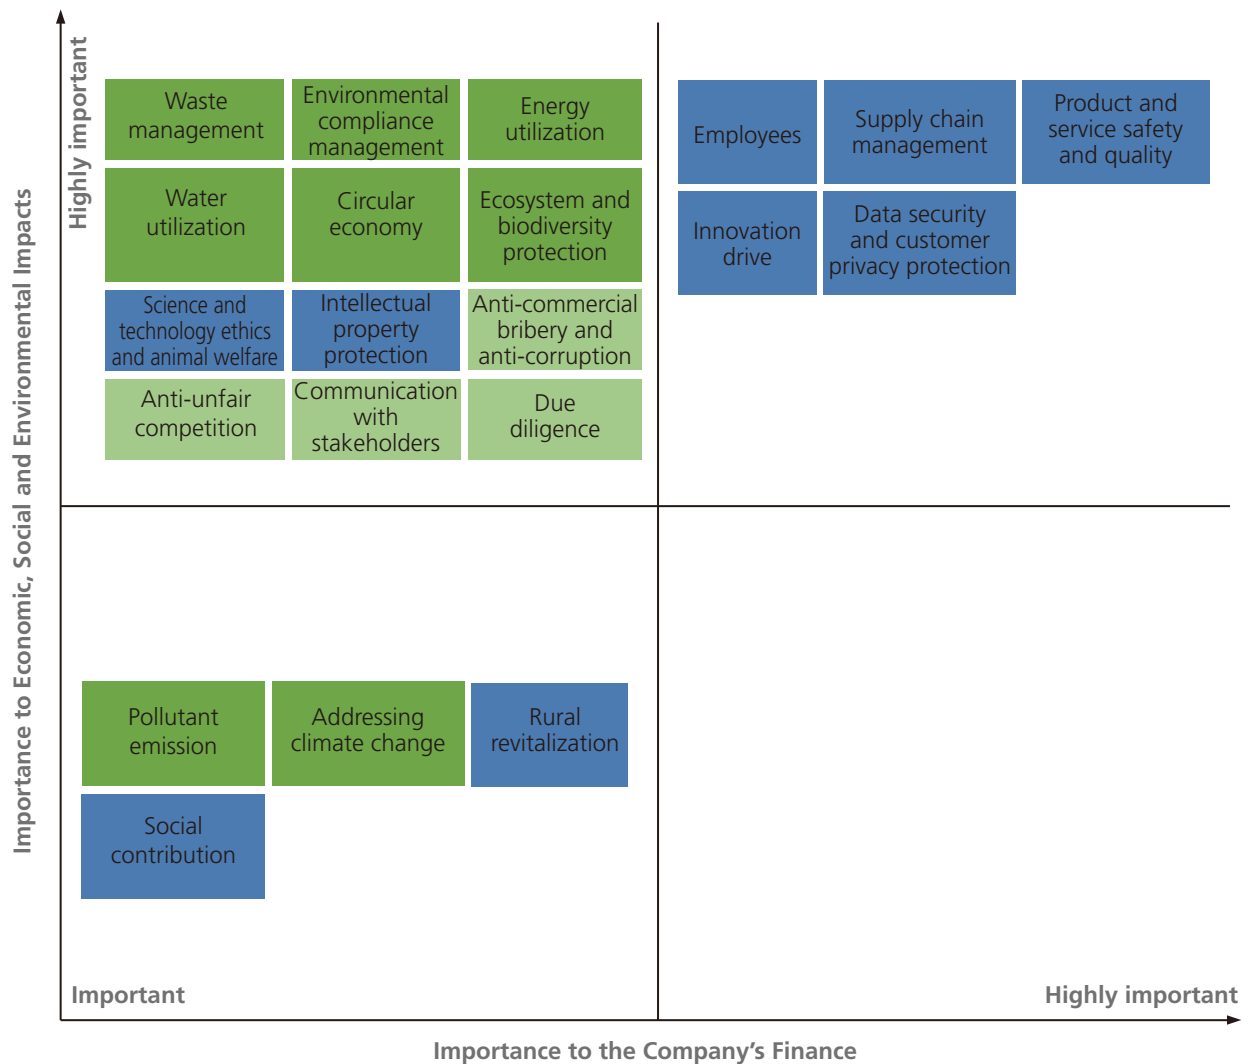 Importance to Economic, Social and Environmental Impacts
Highly important
Waste
management
Environmental
compliance
management
Energy
utilization
Water
utilization
Circular
economy
Ecosystem and
biodiversity
protection
Science and
technology ethics
and animal welfare
Intellectual
property
protection
Anti-commercial
bribery and
anti-corruption
Anti-unfair
competition
Communication
with
stakeholders
Due
diligence
Employees
Supply chain
management
Product and
service safety
and quality
Innovation
drive
Data security
and customer
privacy protection
Pollutant
emission
Addressing
climate change
Rural
revitalization
Social
contribution
Important
Highly important
Importance to the Company’s Finance